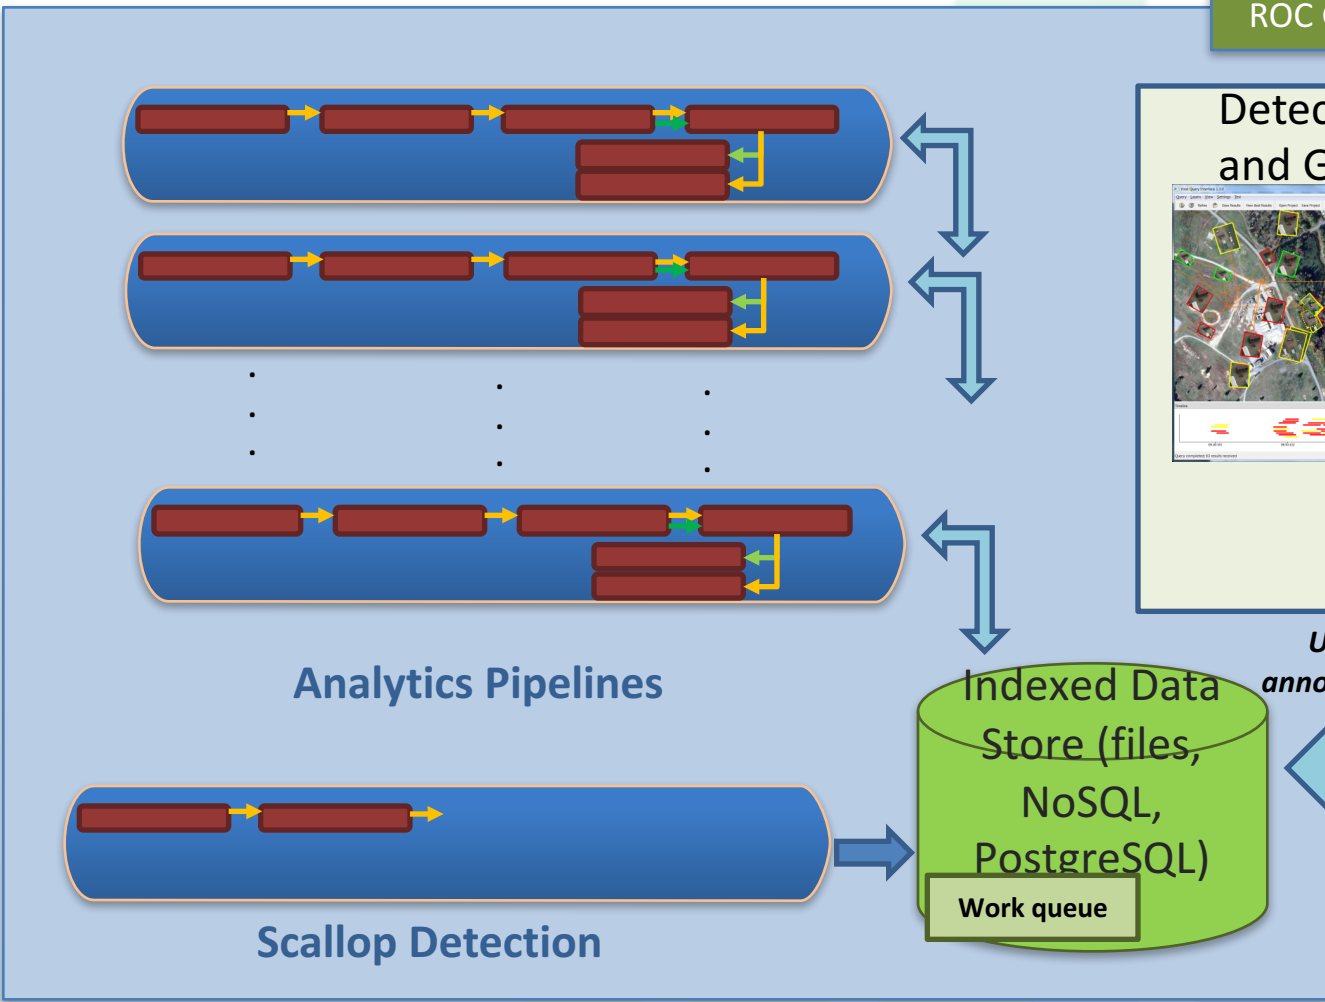 ROC
Detec
and G
Analytics Pipelines
Indexed Data
Store (files,
NoSQL,
PostgreSQL)
Work queue
Scallop Detection
U
anno